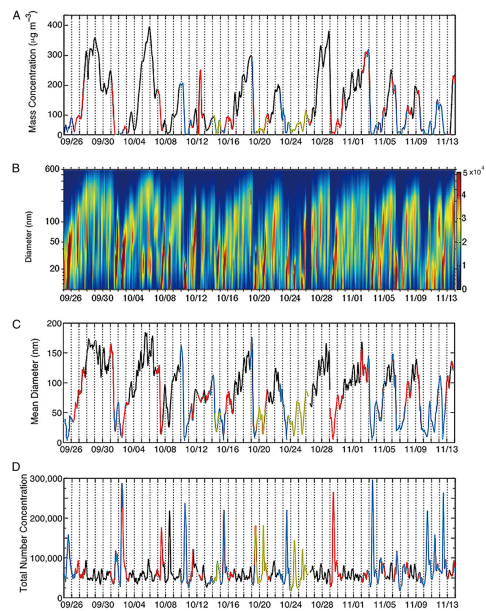 A
Mass Concentration (μg m⁻³)
400
300
200
100
0
09/26 09/30 10/04 10/08 10/12 10/16 10/20 10/24 10/28 11/01 11/05 11/09 11/13
B
Diameter (nm)
600
100
50
20
5 x 10⁴
4
3
2
1
0
09/26 09/30 10/04 10/08 10/12 10/16 10/20 10/24 10/28 11/01 11/05 11/09 11/13
C
Mean Diameter (nm)
200
150
100
50
0
09/26 09/30 10/04 10/08 10/12 10/16 10/20 10/24 10/28 11/01 11/05 11/09 11/13
D
Total Number Concentration
300,000
200,000
100,000
0
09/26 09/30 10/04 10/08 10/12 10/16 10/20 10/24 10/28 11/01 11/05 11/09 11/13